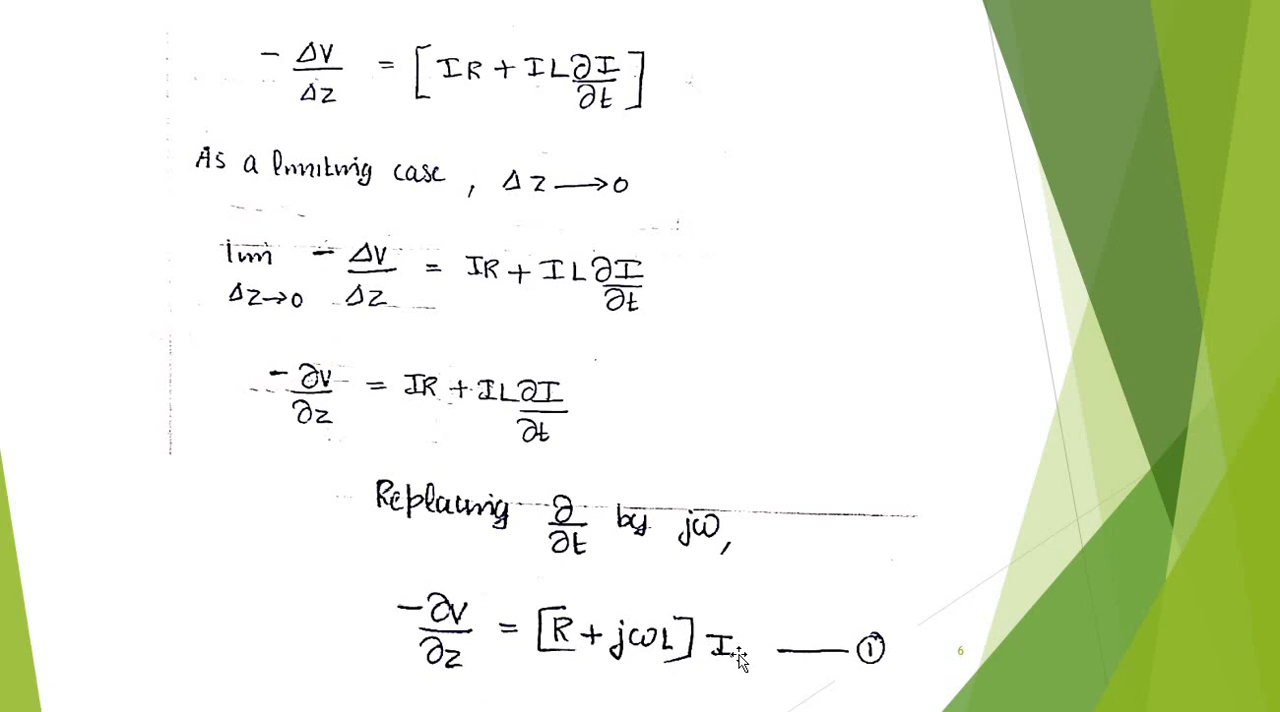 - ΔV/ΔZ = [IR + IL ∂I/∂t]
As a limiting case, ΔZ → 0
lim ΔZ→0 - ΔV/ΔZ = IR + IL ∂I/∂t
- ∂V/∂Z = IR + IL ∂I/∂t
Replacing ∂/∂t by jω,
-∂V/∂Z = [R + jωL] I —— ①
6